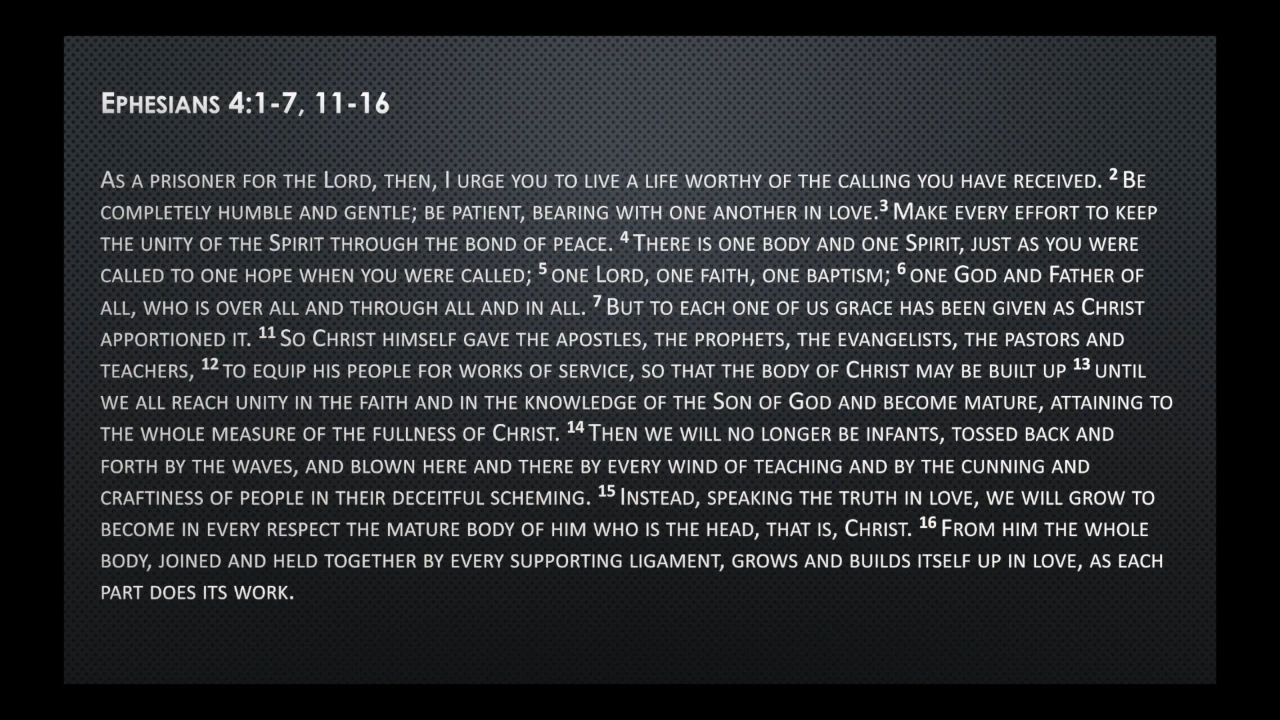 Ephesians 4:1-7, 11-16
As a prisoner for the Lord, then, I urge you to live a life worthy of the calling you have received. 2 Be
completely humble and gentle; be patient, bearing with one another in love.3 Make every effort to keep
the unity of the Spirit through the bond of peace. 4 There is one body and one Spirit, just as you were
called to one hope when you were called; 5 one Lord, one faith, one baptism; 6 one God and Father of
all, who is over all and through all and in all. 7 But to each one of us grace has been given as Christ
apportioned it. 11 So Christ himself gave the apostles, the prophets, the evangelists, the pastors and
teachers, 12 to equip his people for works of service, so that the body of Christ may be built up 13 until
we all reach unity in the faith and in the knowledge of the Son of God and become mature, attaining to
the whole measure of the fullness of Christ. 14 Then we will no longer be infants, tossed back and
forth by the waves, and blown here and there by every wind of teaching and by the cunning and
craftiness of people in their deceitful scheming. 15 Instead, speaking the truth in love, we will grow to
become in every respect the mature body of him who is the head, that is, Christ. 16 From him the whole
body, joined and held together by every supporting ligament, grows and builds itself up in love, as each
part does its work.